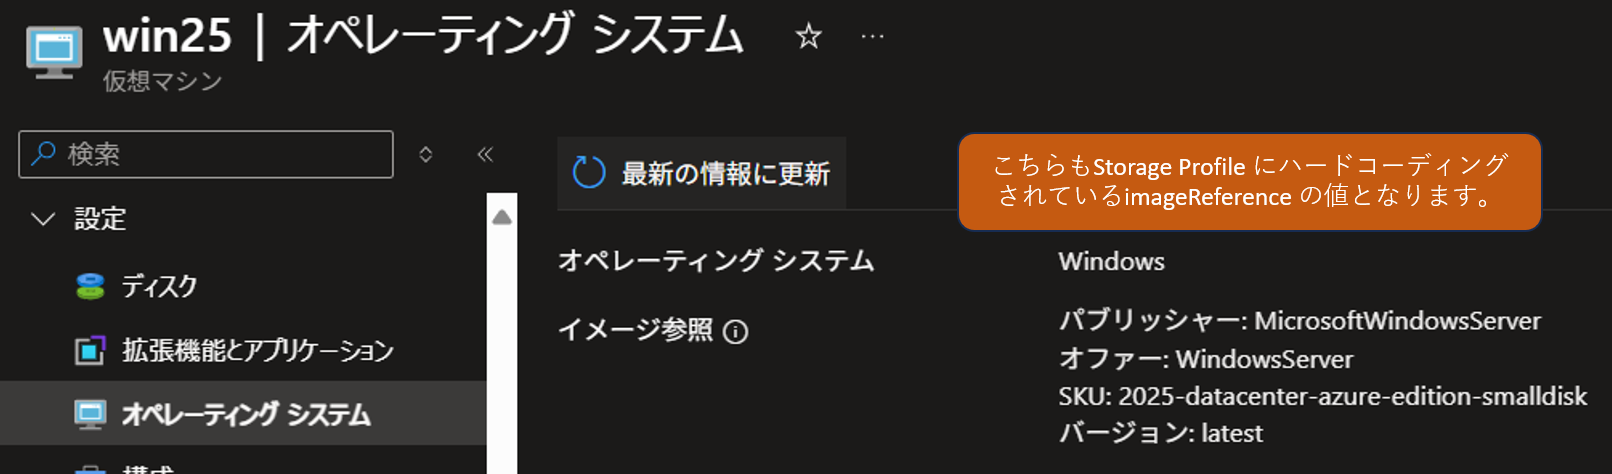 win25 | オペレーティング システム ☆ ···
仮想マシン
検索
最新の情報に更新
こちらもStorage Profile にハードコーディング
されているimageReference の値となります。
設定
ディスク
拡張機能とアプリケーション
オペレーティング システム
構成
オペレーティング システム
Windows
イメージ参照
パブリッシャー: MicrosoftWindowsServer
オファー: WindowsServer
SKU: 2025-datacenter-azure-edition-smalldisk
バージョン: latest